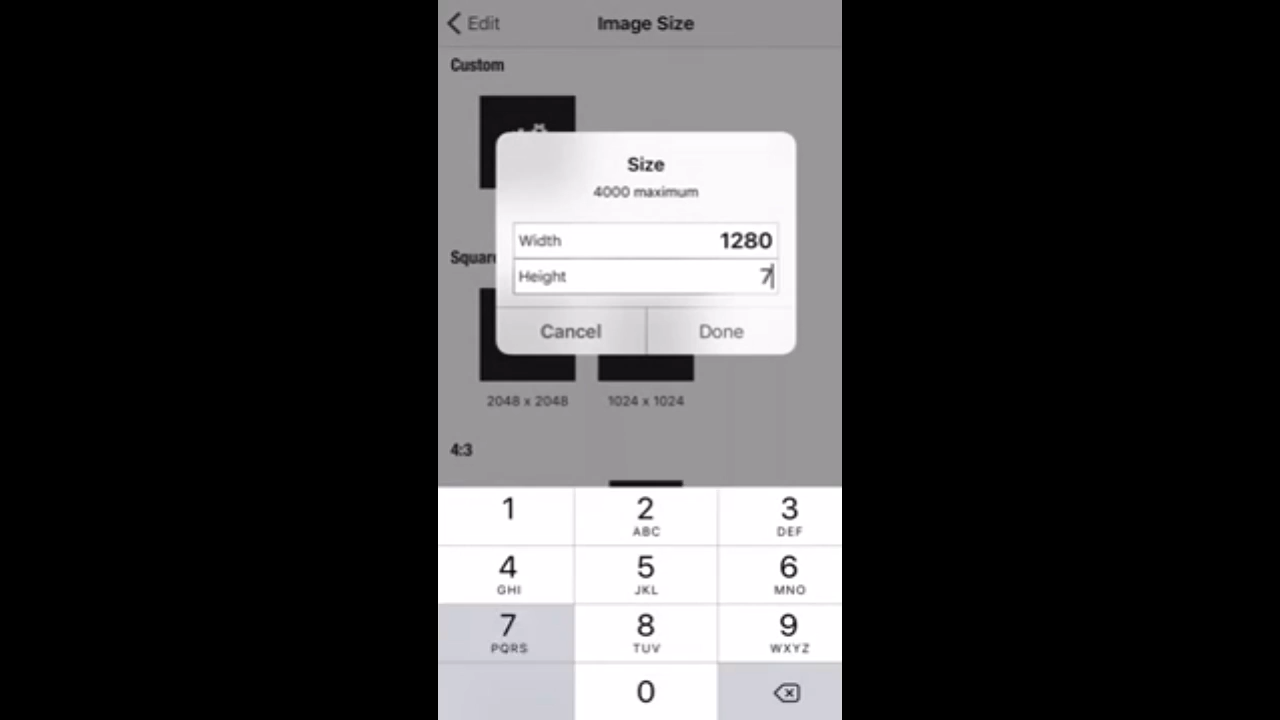 Edit
Image Size
Custom
Size
4000 maximum
Width 1280
Height 7
Cancel Done
2048 x 2048 1024 x 1024
4:3
1 2 3
ABC DEF
4 5 6
GHI JKL MNO
7 8 9
PQRS TUV WXYZ
0